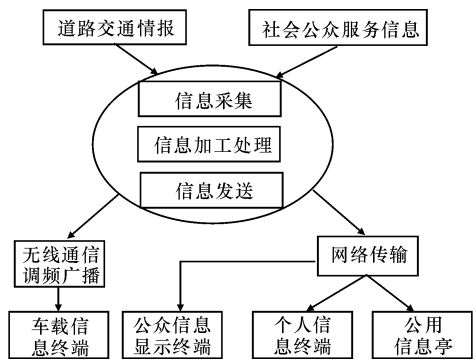 道路交通情报
社会公众服务信息
信息采集
信息加工处理
信息发送
无线通信
调频广播
网络传输
车载信
息终端
公众信息
显示终端
个人信
息终端
公用
信息亭